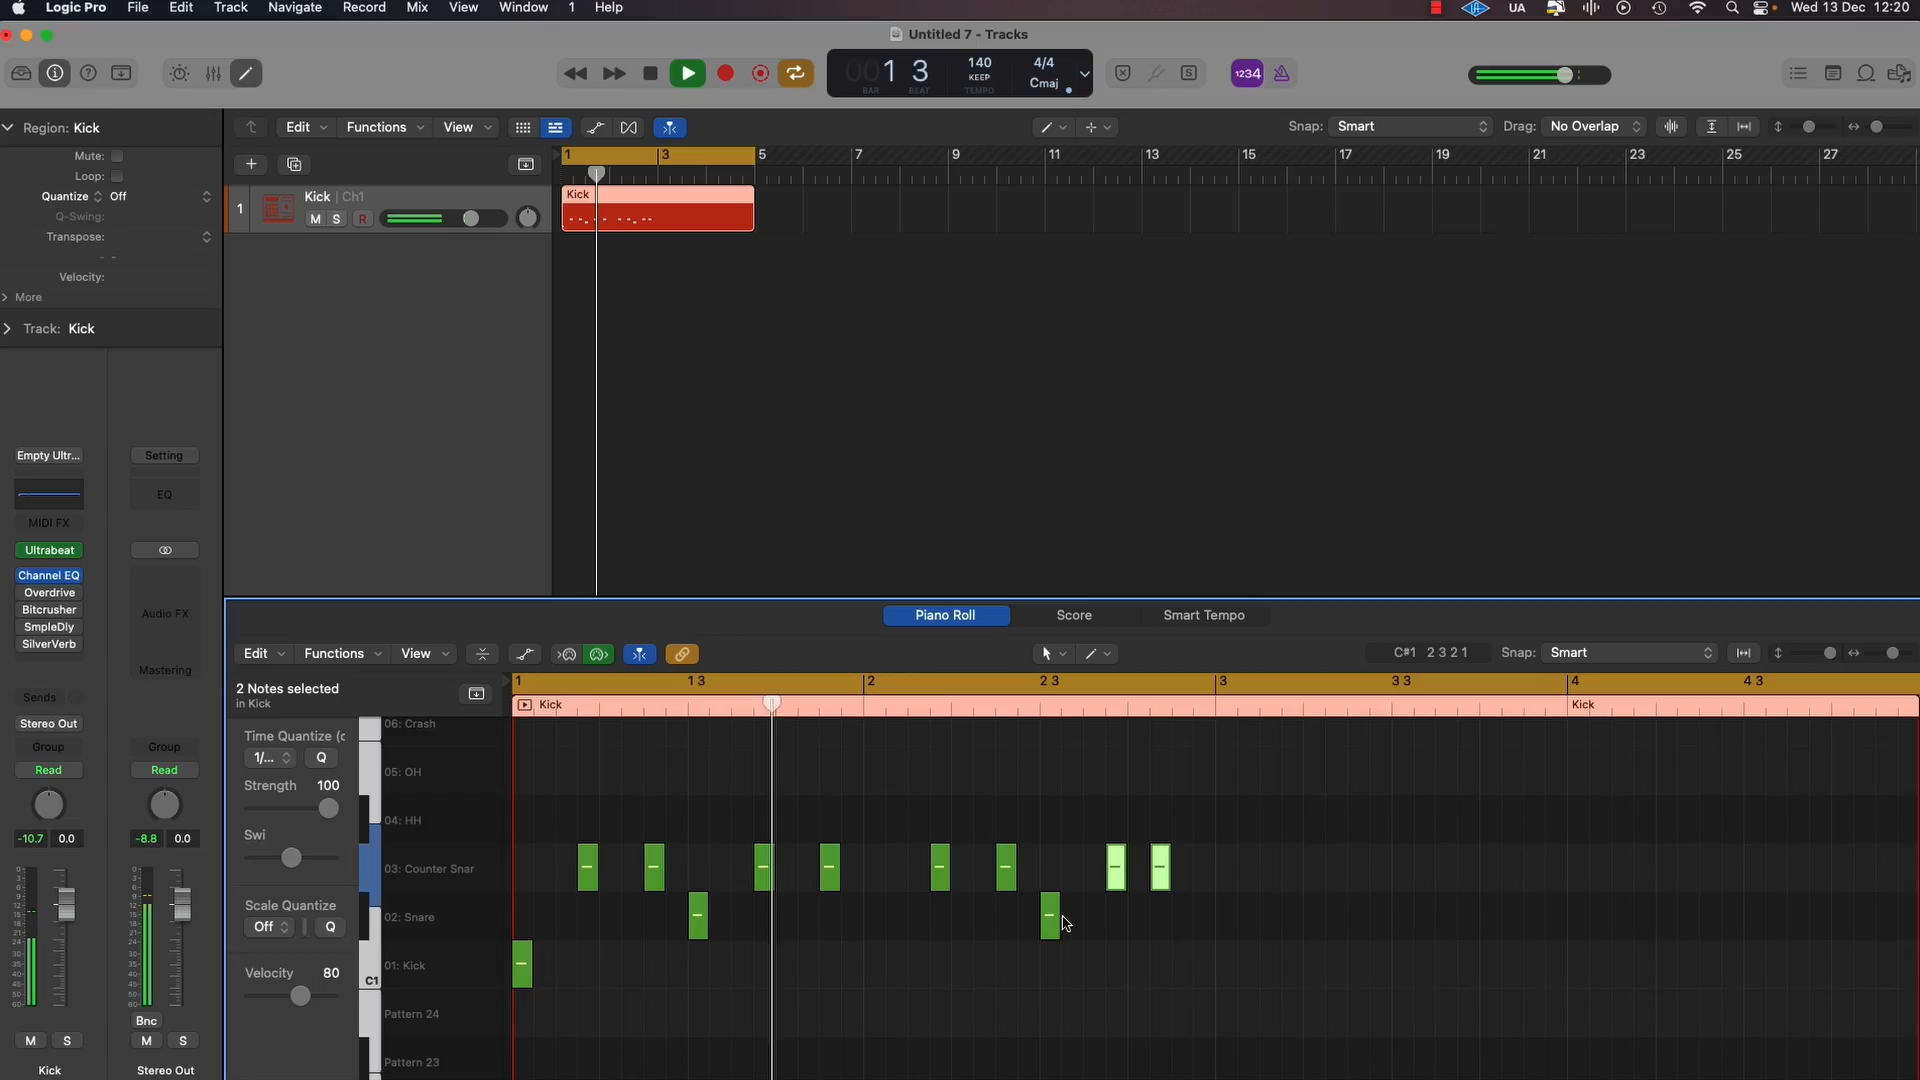 Logic Pro File Edit Track Navigate Record Mix View Window 1 Help UA Wed 13 Dec 12:20
Untitled 7 - Tracks
001 3 140 4/4
KEEP Cmaj
BAR BEAT TEMPO
1234
Region: Kick
Edit Functions View Snap: Smart Drag: No Overlap
Mute:
Loop:
Quantize Off
Q-Swing:
Transpose:
Velocity:
More
Track: Kick
1 3 5 7 9 11 13 15 17 19 21 23 25 27
1 Kick | Ch1
M S R
Kick
Empty Ultr... Setting
EQ
MIDI FX
Ultrabeat
Channel EQ
Overdrive
Bitcrusher Audio FX
SmpleDly
SilverVerb
Mastering
Sends
Stereo Out
Group Group
Read Read
-10.7 0.0 -8.8 0.0
Bnc
M S M S
Kick Stereo Out
Piano Roll Score Smart Tempo
Edit Functions View C#1 2 3 2 1 Snap: Smart
2 Notes selected
in Kick
1 1 3 2 2 3 3 3 3 4 4 3
Kick Kick
Time Quantize (c
1/... Q
Strength 100
Swi
Scale Quantize
Off Q
Velocity 80
06: Crash
05: OH
04: HH
03: Counter Snar
02: Snare
01: Kick
C1
Pattern 24
Pattern 23